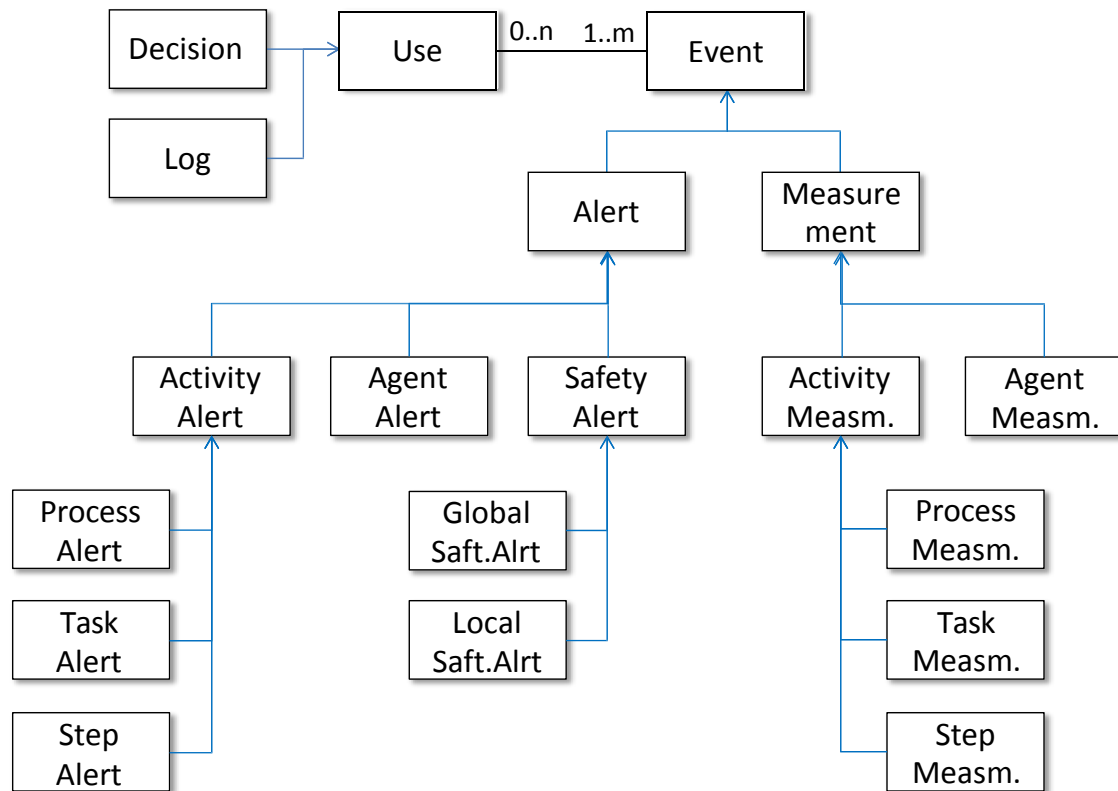 Decision
Use
0..n
1..m
Event
Log
Alert
Measure
ment
Activity
Alert
Agent
Alert
Safety
Alert
Activity
Measm.
Agent
Measm.
Process
Alert
Global
Saft.Alrt
Process
Measm.
Task
Alert
Local
Saft.Alrt
Task
Measm.
Step
Alert
Step
Measm.